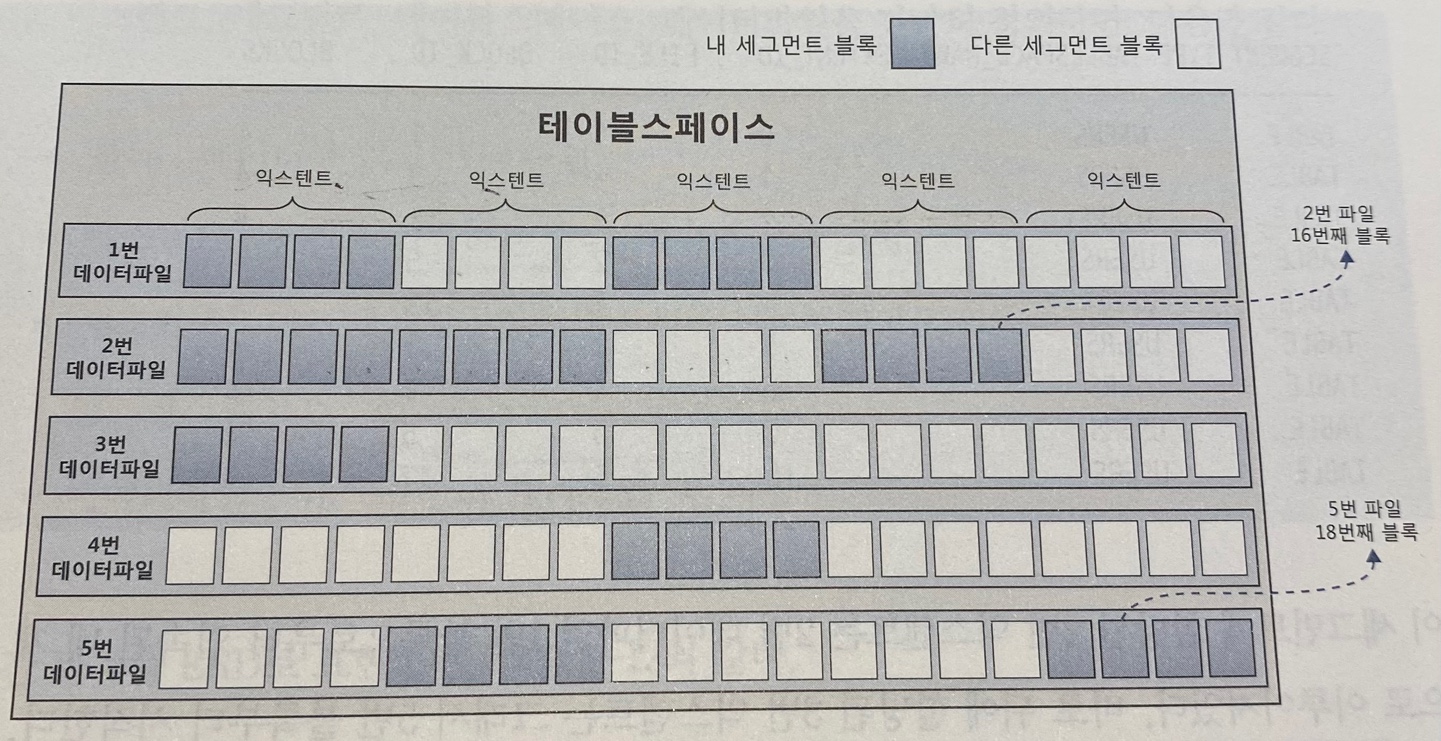 내 세그먼트 블록 다른 세그먼트 블록
테이블스페이스
익스텐트 익스텐트 익스텐트 익스텐트 익스텐트
1번
데이터파일
2번 파일
16번째 블록
2번
데이터파일
3번
데이터파일
4번
데이터파일
5번 파일
18번째 블록
5번
데이터파일